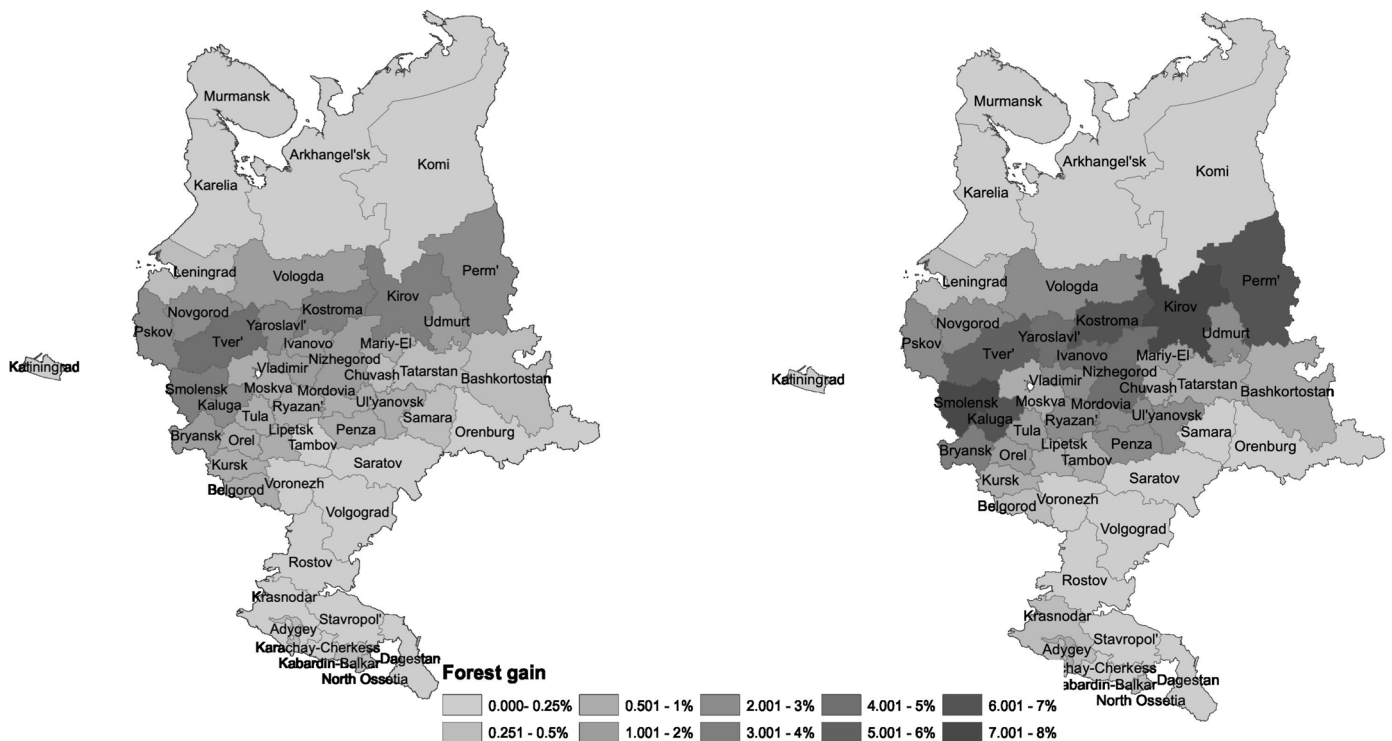 Murmansk
Arkhangel'sk
Komi
Karelia
Leningrad
Vologda
Perm'
Kirov
Kostroma
Novgorod
Pskov
Yaroslavl'
Udmurt
Tver'
Ivanovo
Mariy-El
Nizhegorod
Kaliningrad
Vladimir
Chuvash
Tatarstan
Bashkortostan
Smolensk
Moskva
Mordovia
Kaluga
Ryazan'
Ul'yanovsk
Tula
Samara
Bryansk
Orel
Lipetsk
Penza
Orenburg
Tambov
Kursk
Saratov
Belgorod
Voronezh
Volgograd
Rostov
Krasnodar
Stavropol'
Adygey
Karachay-Cherkess
Kabardin-Balkar
Dagestan
North Ossetia
Murmansk
Arkhangel'sk
Komi
Karelia
Leningrad
Vologda
Perm'
Kirov
Kostroma
Novgorod
Pskov
Yaroslavl'
Udmurt
Tver'
Ivanovo
Mariy-El
Nizhegorod
Kaliningrad
Vladimir
Chuvash
Tatarstan
Bashkortostan
Smolensk
Moskva
Mordovia
Kaluga
Ryazan'
Ul'yanovsk
Tula
Samara
Bryansk
Orel
Lipetsk
Penza
Orenburg
Tambov
Kursk
Saratov
Belgorod
Voronezh
Volgograd
Rostov
Krasnodar
Stavropol'
Adygey
chay-Cherkess
abardin-Balkar
Dagestan
North Ossetia
Forest gain
0.000- 0.25%
0.501 - 1%
2.001 - 3%
4.001 - 5%
6.001 - 7%
0.251 - 0.5%
1.001 - 2%
3.001 - 4%
5.001 - 6%
7.001 - 8%